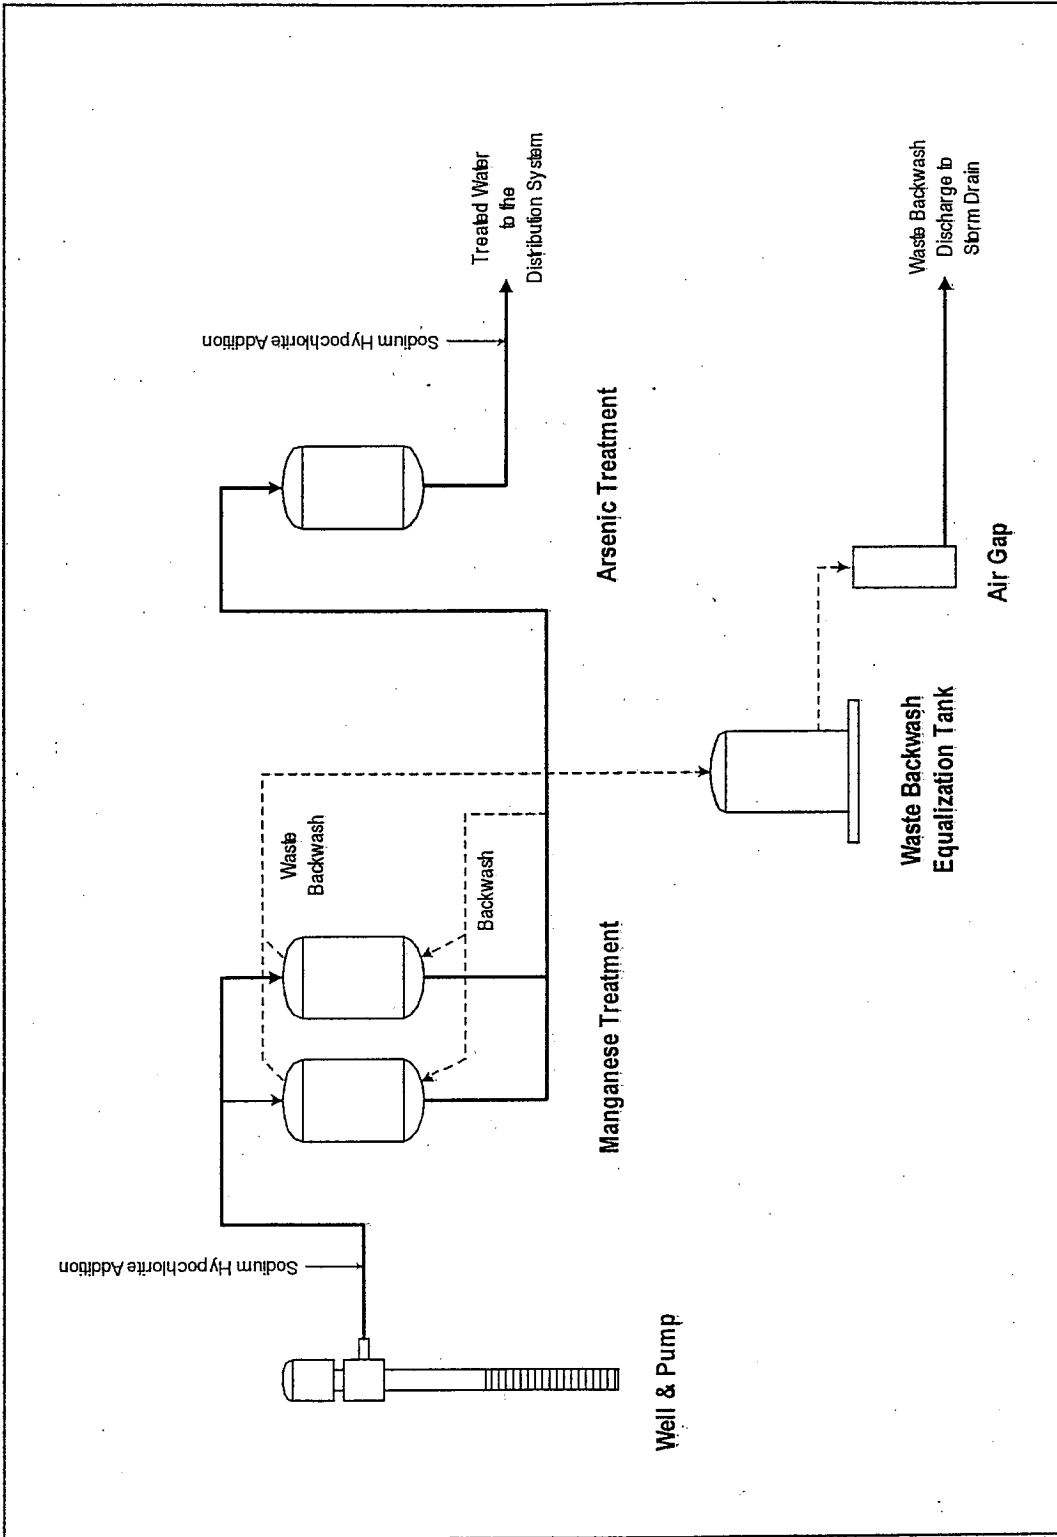 Well & Pump
Sodium Hypochlorite Addition
Manganese Treatment
Waste
Backwash
Backwash
Arsenic Treatment
Sodium Hypochlorite Addition
Treated Water
to the
Distribution System
Waste Backwash
Equalization Tank
Air Gap
Waste Backwash
Discharge to
Storm Drain